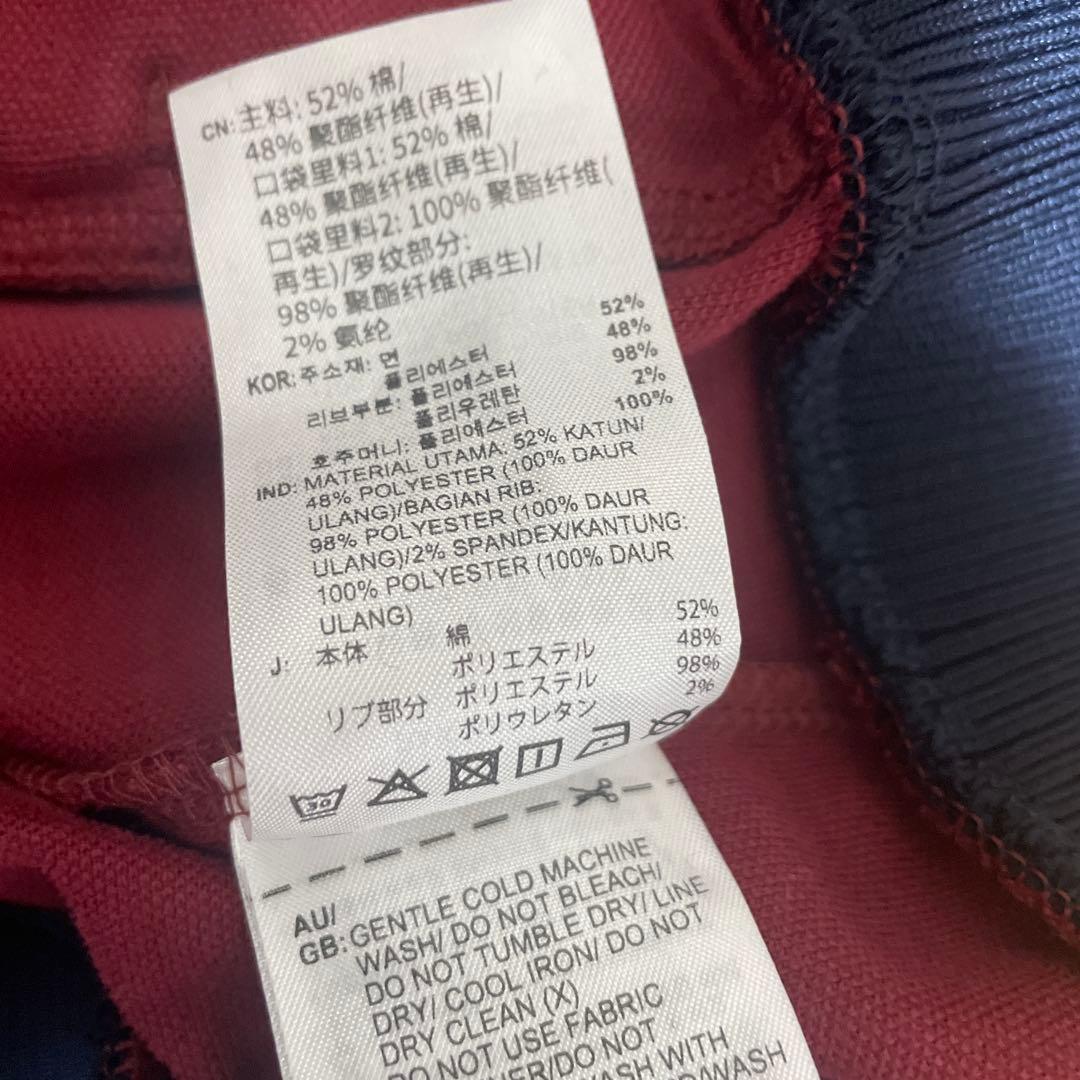 CN: 主料: 52% 棉/
48% 聚酯纤维(再生)/
口袋里料1: 52% 棉/
48% 聚酯纤维(再生)/
口袋里料2: 100% 聚酯纤维(
再生)/罗纹部分:
98% 聚酯纤维(再生)/
2% 氨纶
KOR: 주소재: 면 52%
폴리에스터 48%
리브부분: 폴리에스터 98%
폴리우레탄 2%
호주머니: 폴리에스터 100%
IND: MATERIAL UTAMA: 52% KATUN/
48% POLYESTER (100% DAUR
ULANG)/BAGIAN RIB:
98% POLYESTER (100% DAUR
ULANG)/2% SPANDEX/KANTUNG:
100% POLYESTER (100% DAUR
ULANG)
J: 本体 綿 52%
ポリエステル 48%
リブ部分 ポリエステル 98%
ポリウレタン 2%
30
AU/
GB: GENTLE COLD MACHINE
WASH/ DO NOT BLEACH/
DO NOT TUMBLE DRY/ LINE
DRY/ COOL IRON/ DO NOT
DRY CLEAN (X)
DO NOT USE FABRIC
DO NOT
WASH WITH
WASH